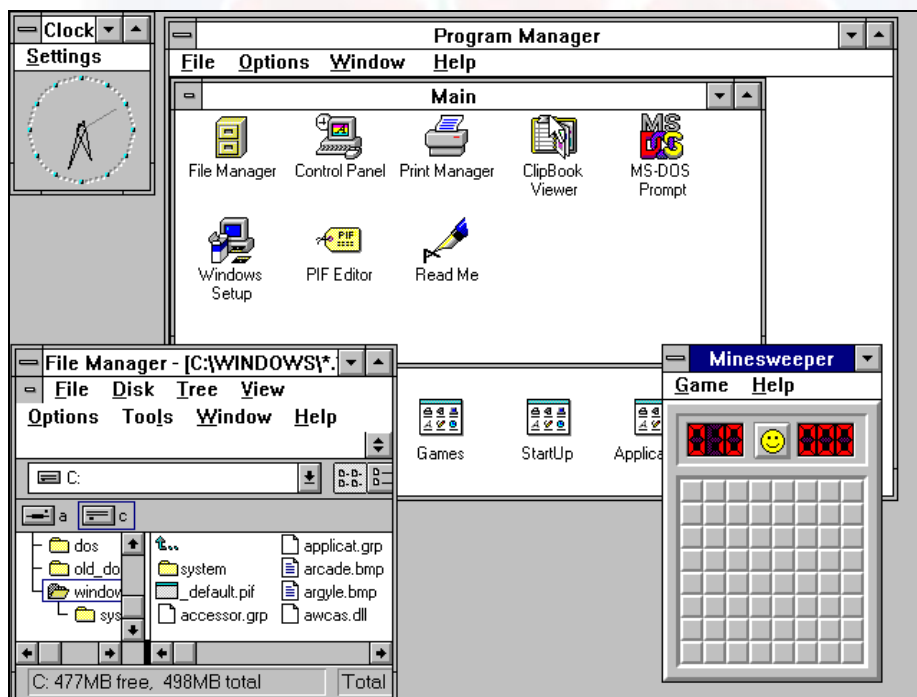 Clock
Settings
Program Manager
File Options Window Help
Main
File Manager
Control Panel
Print Manager
ClipBook
Viewer
MS-DOS
Prompt
MS
DOS
Windows
Setup
PIF
PIF Editor
Read Me
File Manager - [C:\WINDOWS\*.
File Disk Tree View
Options Tools Window Help
C:
a
c
dos
old_do
window
sys
system
_default.pif
accessor.grp
applicat.grp
arcade.bmp
argyle.bmp
awcas.dll
C: 477MB free, 498MB total
Total
Games
StartUp
Applica
Minesweeper
Game Help